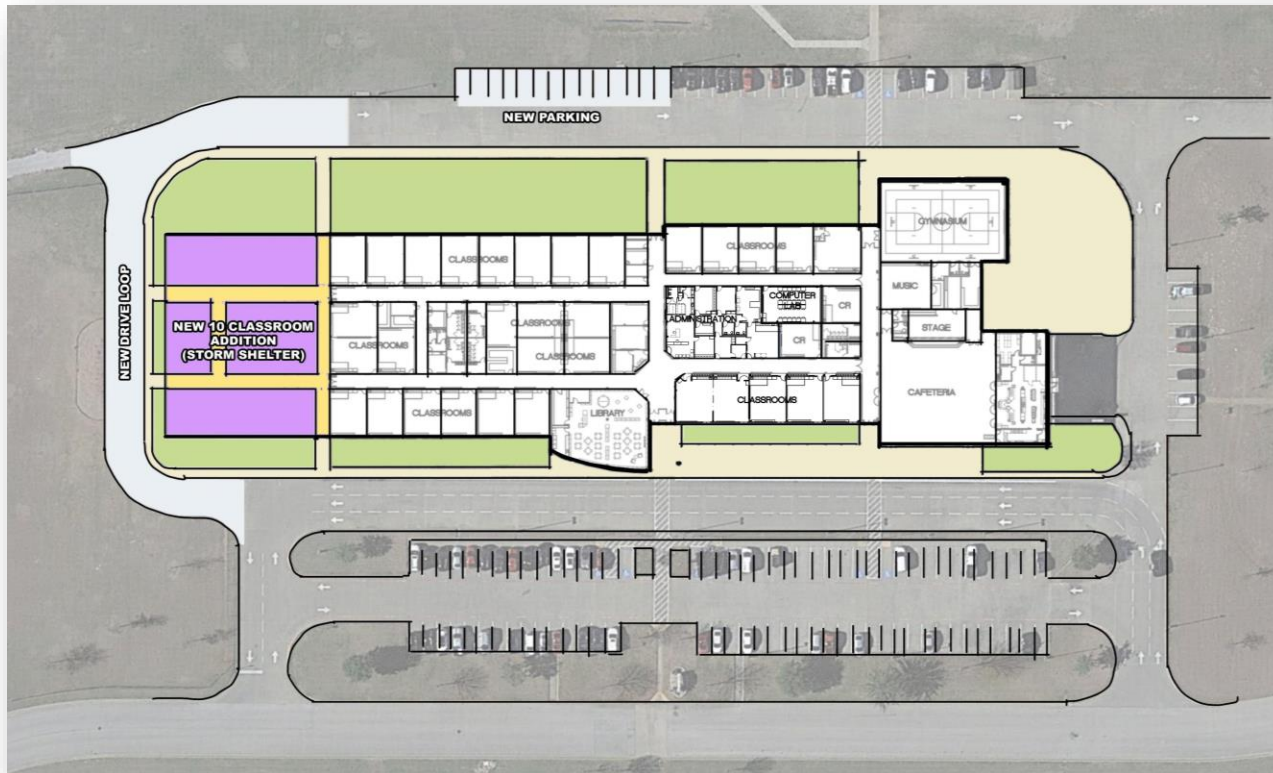 NEW PARKING
GYMNASIUM
CLASSROOMS
CLASSROOMS
MUSIC
COMPUTER
LAB
CR
NEW DRIVE LOOP
NEW 10 CLASSROOM
ADDITION
(STORM SHELTER)
CLASSROOMS
ADMINISTRATION
STAGE
CLASSROOMS
CLASSROOMS
CR
CAFETERIA
CLASSROOMS
LIBRARY
CLASSROOMS